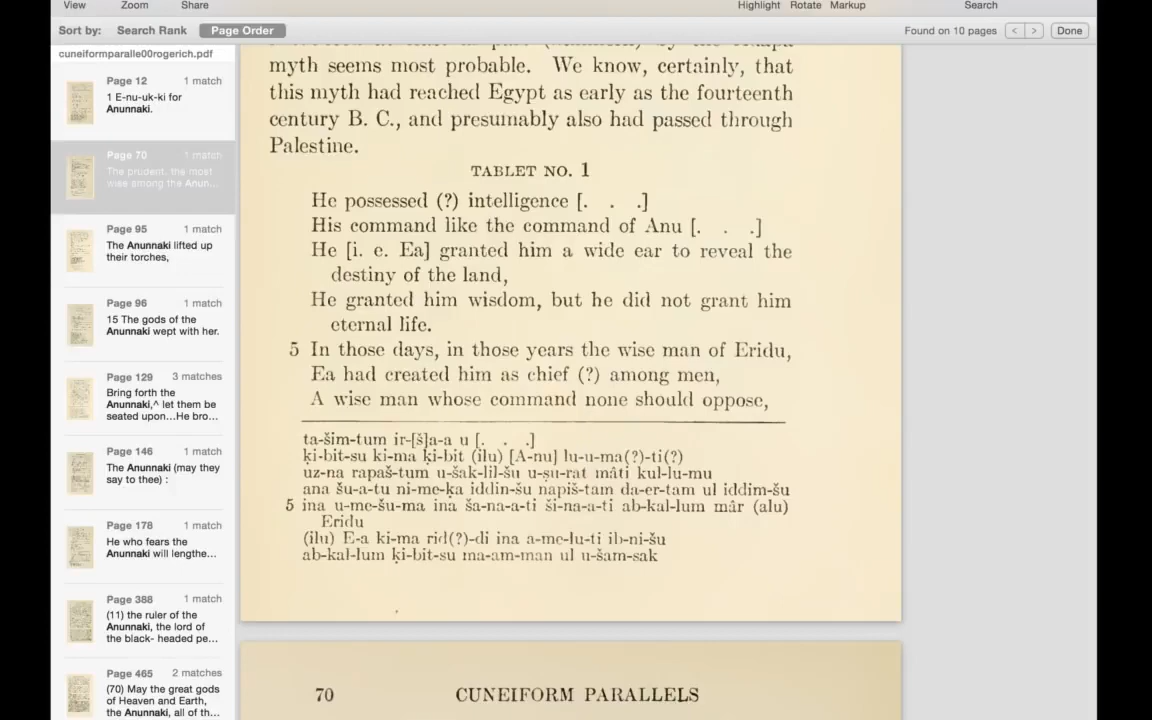 View Zoom Share Highlight Rotate Markup Search
Sort by: Search Rank Page Order Found on 10 pages < > Done
cuneiformparalle00rogerich.pdf
Page 12 1 match
1 E-nu-uk-ki for
Anunnaki.
Page 70 1 match
The prudent, the most
wise among the Anun...
Page 95 1 match
The Anunnaki lifted up
their torches,
Page 96 1 match
15 The gods of the
Anunnaki wept with her.
Page 129 3 matches
Bring forth the
Anunnaki,^ let them be
seated upon...He bro...
Page 146 1 match
The Anunnaki (may they
say to thee) :
Page 178 1 match
He who fears the
Anunnaki will lengthe...
Page 388 1 match
(11) the ruler of the
Anunnaki, the lord of
the black- headed pe...
Page 465 2 matches
(70) May the great gods
of Heaven and Earth,
the Anunnaki, all of th...
myth seems most probable. We know, certainly, that
this myth had reached Egypt as early as the fourteenth
century B. C., and presumably also had passed through
Palestine.
TABLET NO. 1
He possessed (?) intelligence [. . .]
His command like the command of Anu [. . .]
He [i. e. Ea] granted him a wide ear to reveal the
destiny of the land,
He granted him wisdom, but he did not grant him
eternal life.
5 In those days, in those years the wise man of Eridu,
Ea had created him as chief (?) among men,
A wise man whose command none should oppose,
ta-šim-tum ir-[š]a-a u [. . .]
ḳi-bit-su ki-ma ḳi-bit (ilu) [A-nu] lu-u-ma(?)-ti(?)
uz-na rapaš-tum u-šak-lil-šu u-ṣu-rat mâti kul-lu-mu
ana šu-a-tu ni-me-ḳa iddin-šu napiš-tam da-er-tam ul iddim-šu
5 ina u-me-šu-ma ina ša-na-a-ti ši-na-a-ti ab-kal-lum mâr (alu)
Eridu
(ilu) E-a ki-ma rid(?)-di ina a-me-lu-ti ib-ni-šu
ab-kal-lum ḳi-bit-su ma-am-man ul u-šam-sak
70 CUNEIFORM PARALLELS